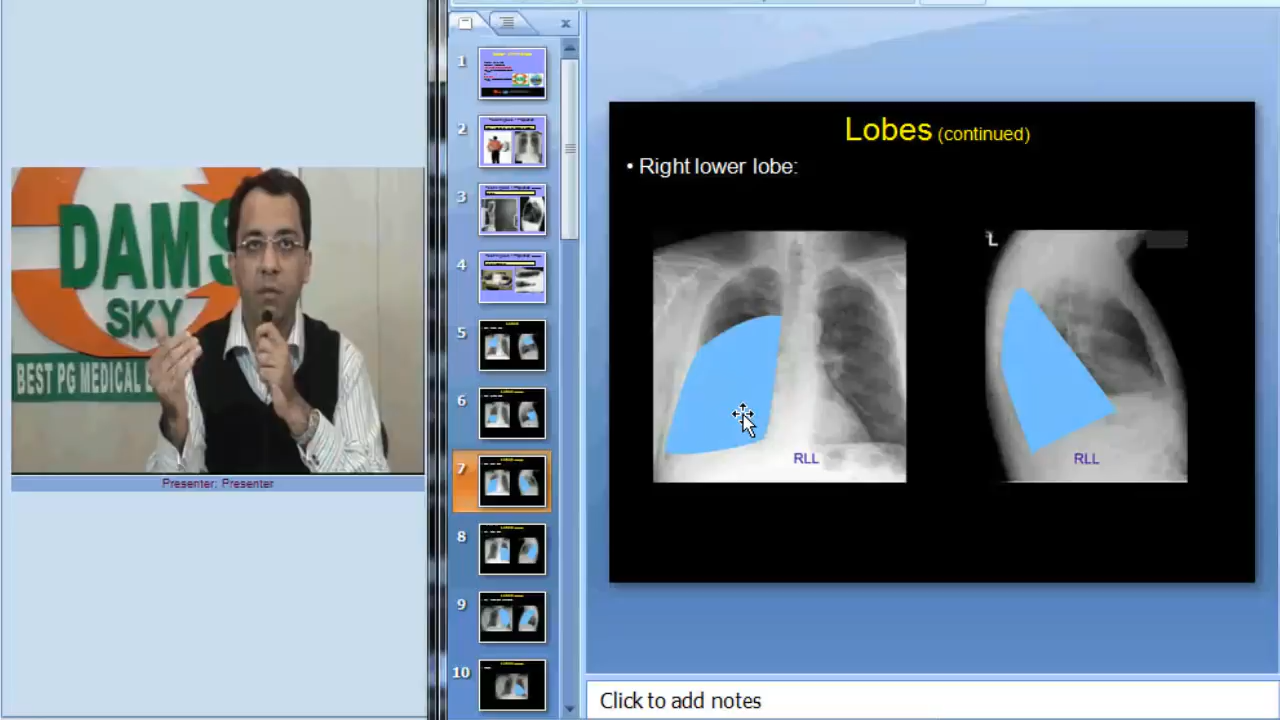 DAMS
SKY
BEST PG MEDICAL
Presenter: Presenter
1
2
3
4
5
6
7
8
9
10
Lobes (continued)
• Right lower lobe:
L
RLL
RLL
Click to add notes